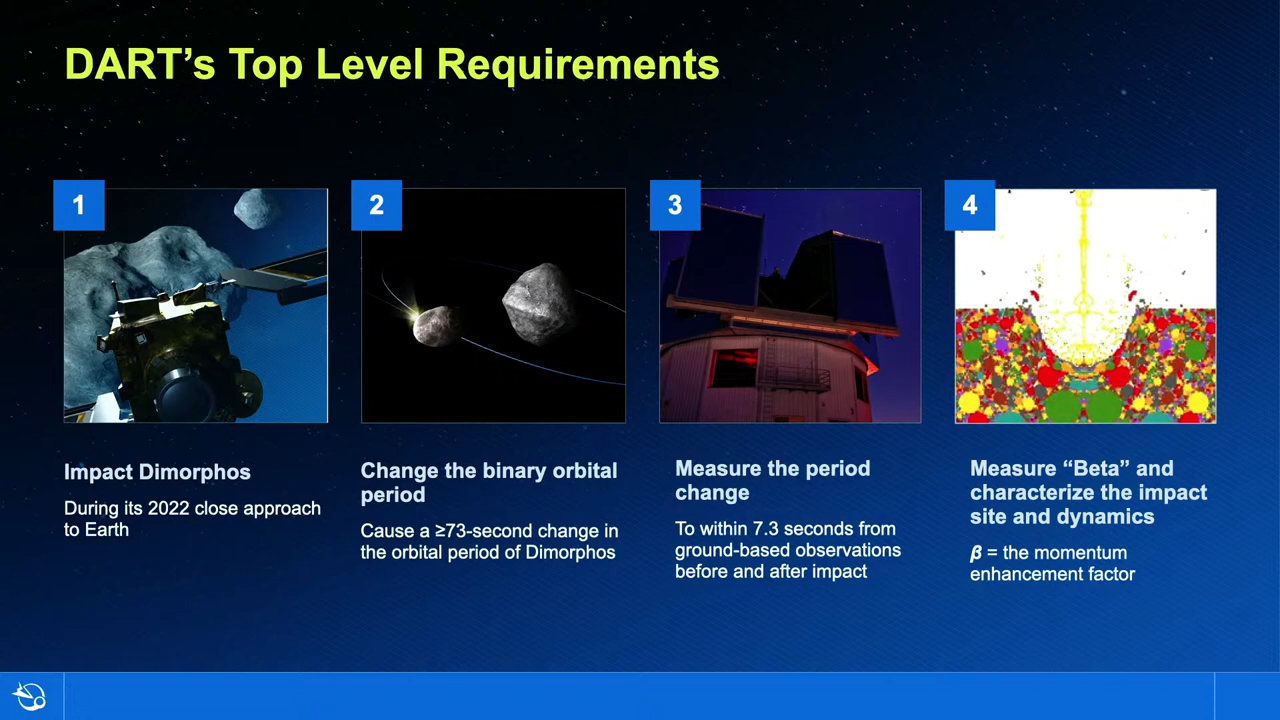 DART’s Top Level Requirements
1
Impact Dimorphos
During its 2022 close approach
to Earth
2
Change the binary orbital
period
Cause a ≥73-second change in
the orbital period of Dimorphos
3
Measure the period
change
To within 7.3 seconds from
ground-based observations
before and after impact
4
Measure “Beta” and
characterize the impact
site and dynamics
β = the momentum
enhancement factor